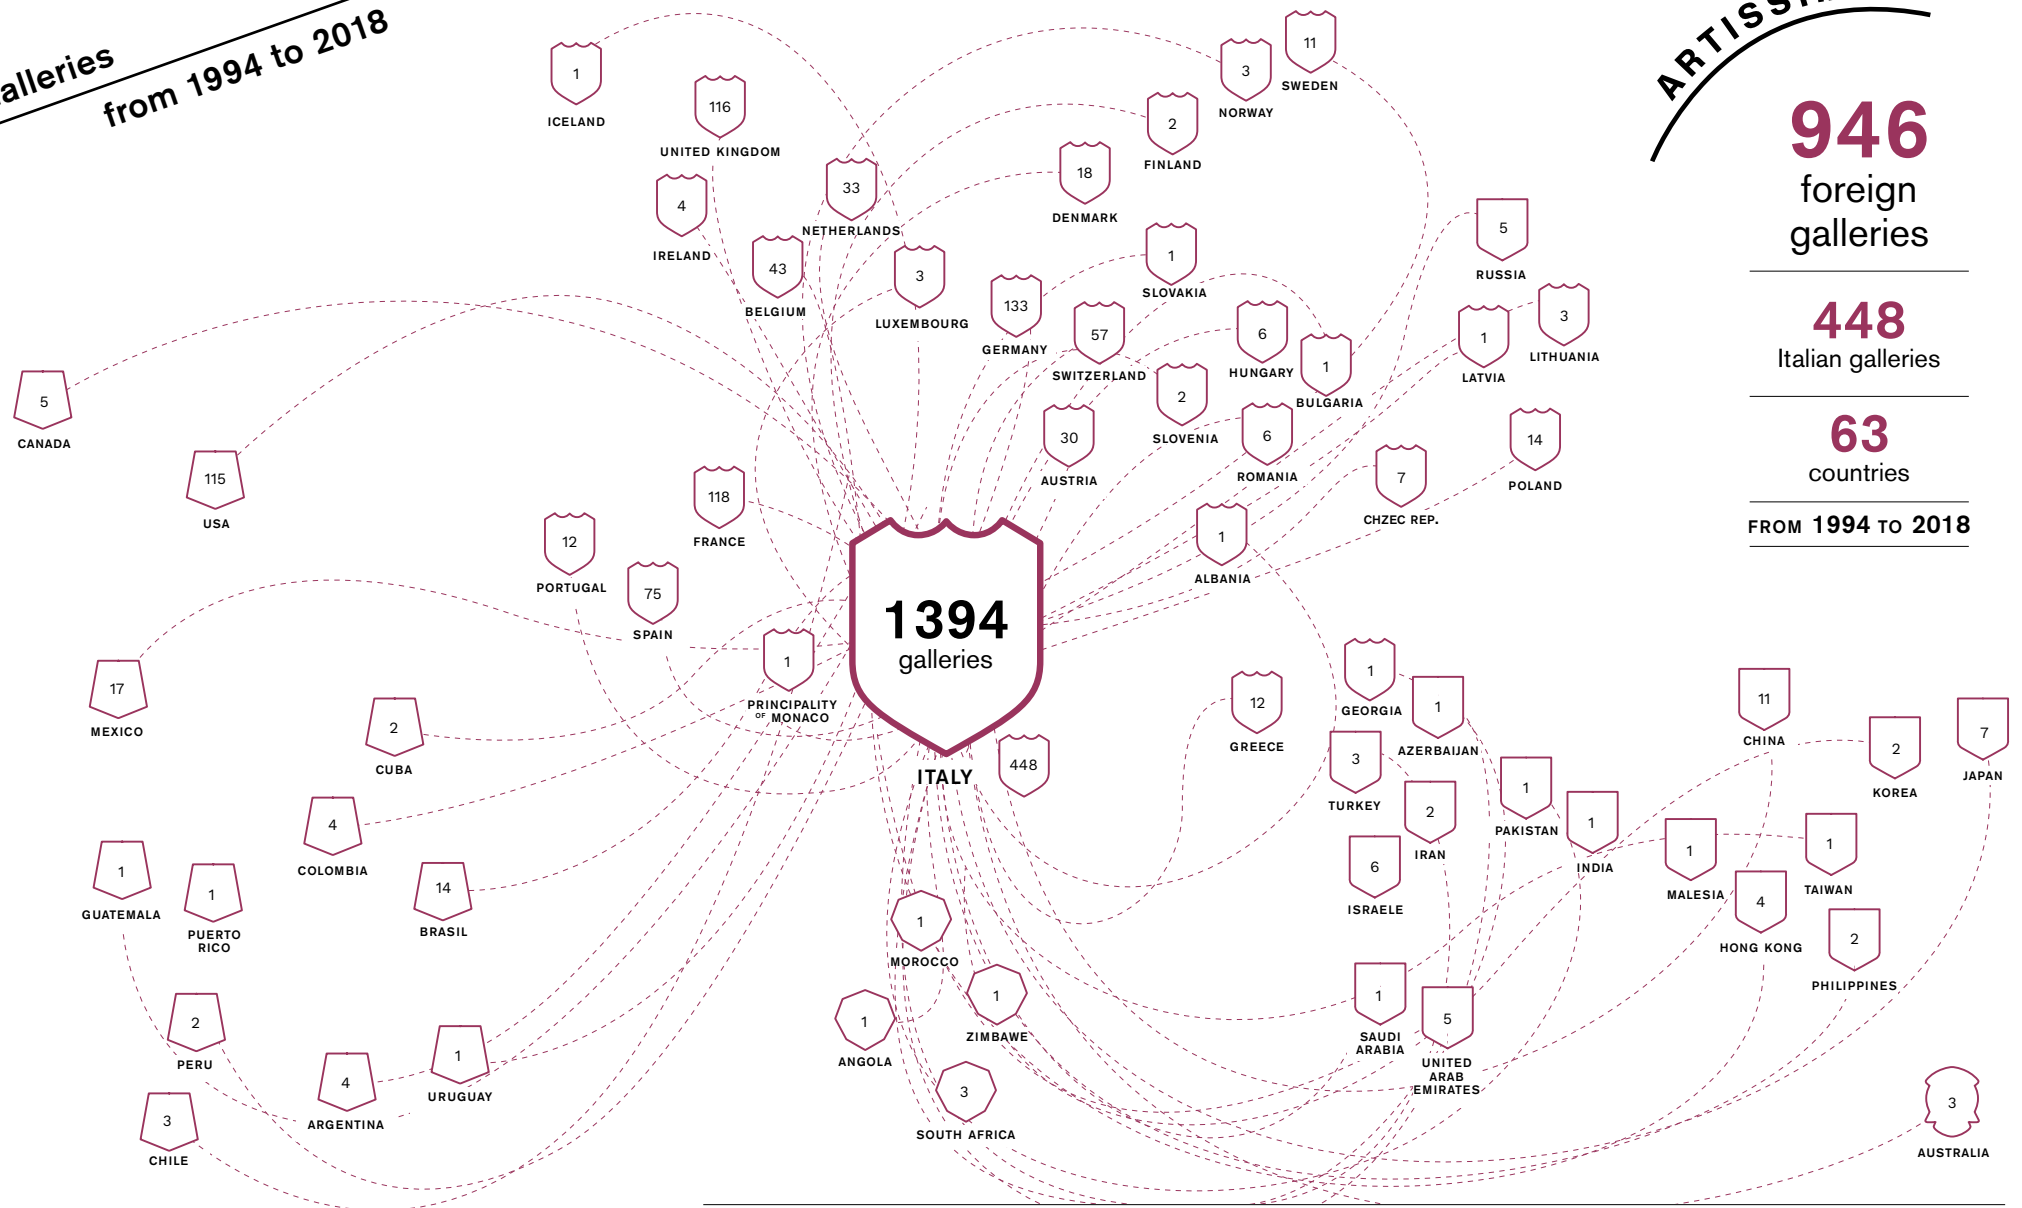 alleries
from 1994 to 2018
ARTISSI
946
foreign
galleries
448
Italian galleries
63
countries
FROM 1994 TO 2018
1
ICELAND
116
UNITED KINGDOM
4
IRELAND
33
NETHERLANDS
43
BELGIUM
3
LUXEMBOURG
3
NORWAY
11
SWEDEN
2
FINLAND
18
DENMARK
1
SLOVAKIA
133
GERMANY
57
SWITZERLAND
6
HUNGARY
1
BULGARIA
2
SLOVENIA
30
AUSTRIA
6
ROMANIA
5
RUSSIA
3
LITHUANIA
1
LATVIA
14
POLAND
7
CHZEC REP.
1
ALBANIA
5
CANADA
115
USA
118
FRANCE
12
PORTUGAL
75
SPAIN
1
PRINCIPALITY
OF MONACO
1394
galleries
ITALY
448
17
MEXICO
2
CUBA
4
COLOMBIA
14
BRASIL
1
GUATEMALA
1
PUERTO
RICO
2
PERU
3
CHILE
4
ARGENTINA
1
URUGUAY
1
MOROCCO
1
ANGOLA
1
ZIMBAWE
3
SOUTH AFRICA
12
GREECE
1
GEORGIA
1
AZERBAIJAN
3
TURKEY
2
IRAN
1
PAKISTAN
1
INDIA
6
ISRAELE
1
SAUDI
ARABIA
5
UNITED
ARAB
EMIRATES
11
CHINA
2
KOREA
7
JAPAN
1
MALESIA
1
TAIWAN
4
HONG KONG
2
PHILIPPINES
3
AUSTRALIA